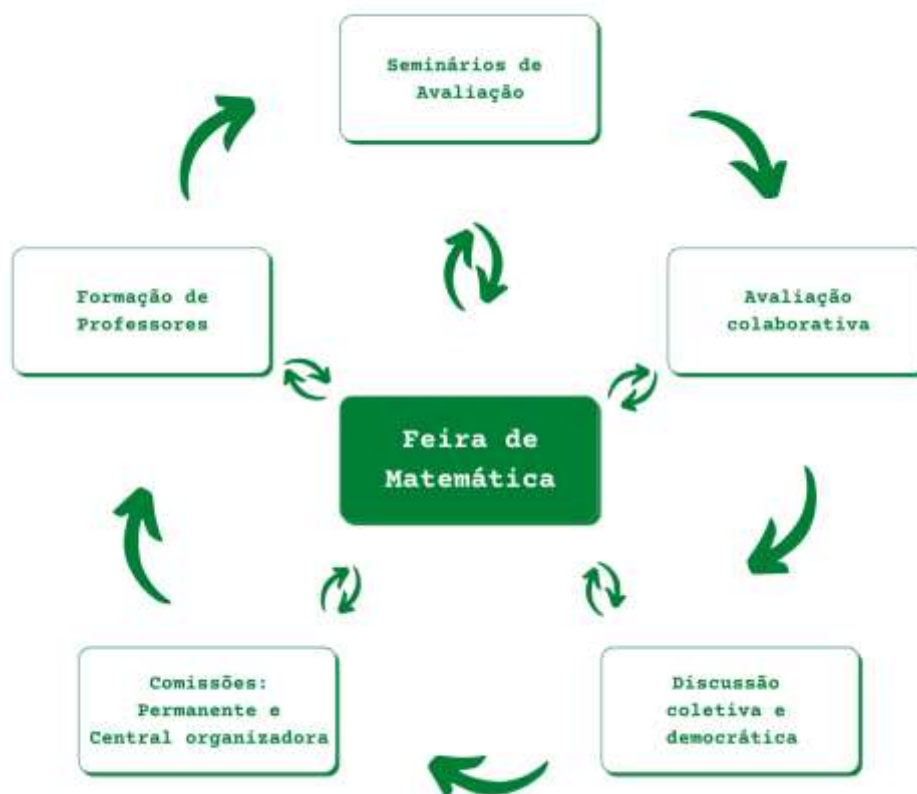 Seminários de
Avaliação
Formação de
Professores
Avaliação
colaborativa
Feira de
Matemática
Comissões:
Permanente e
Central organizadora
Discussão
coletiva e
democrática